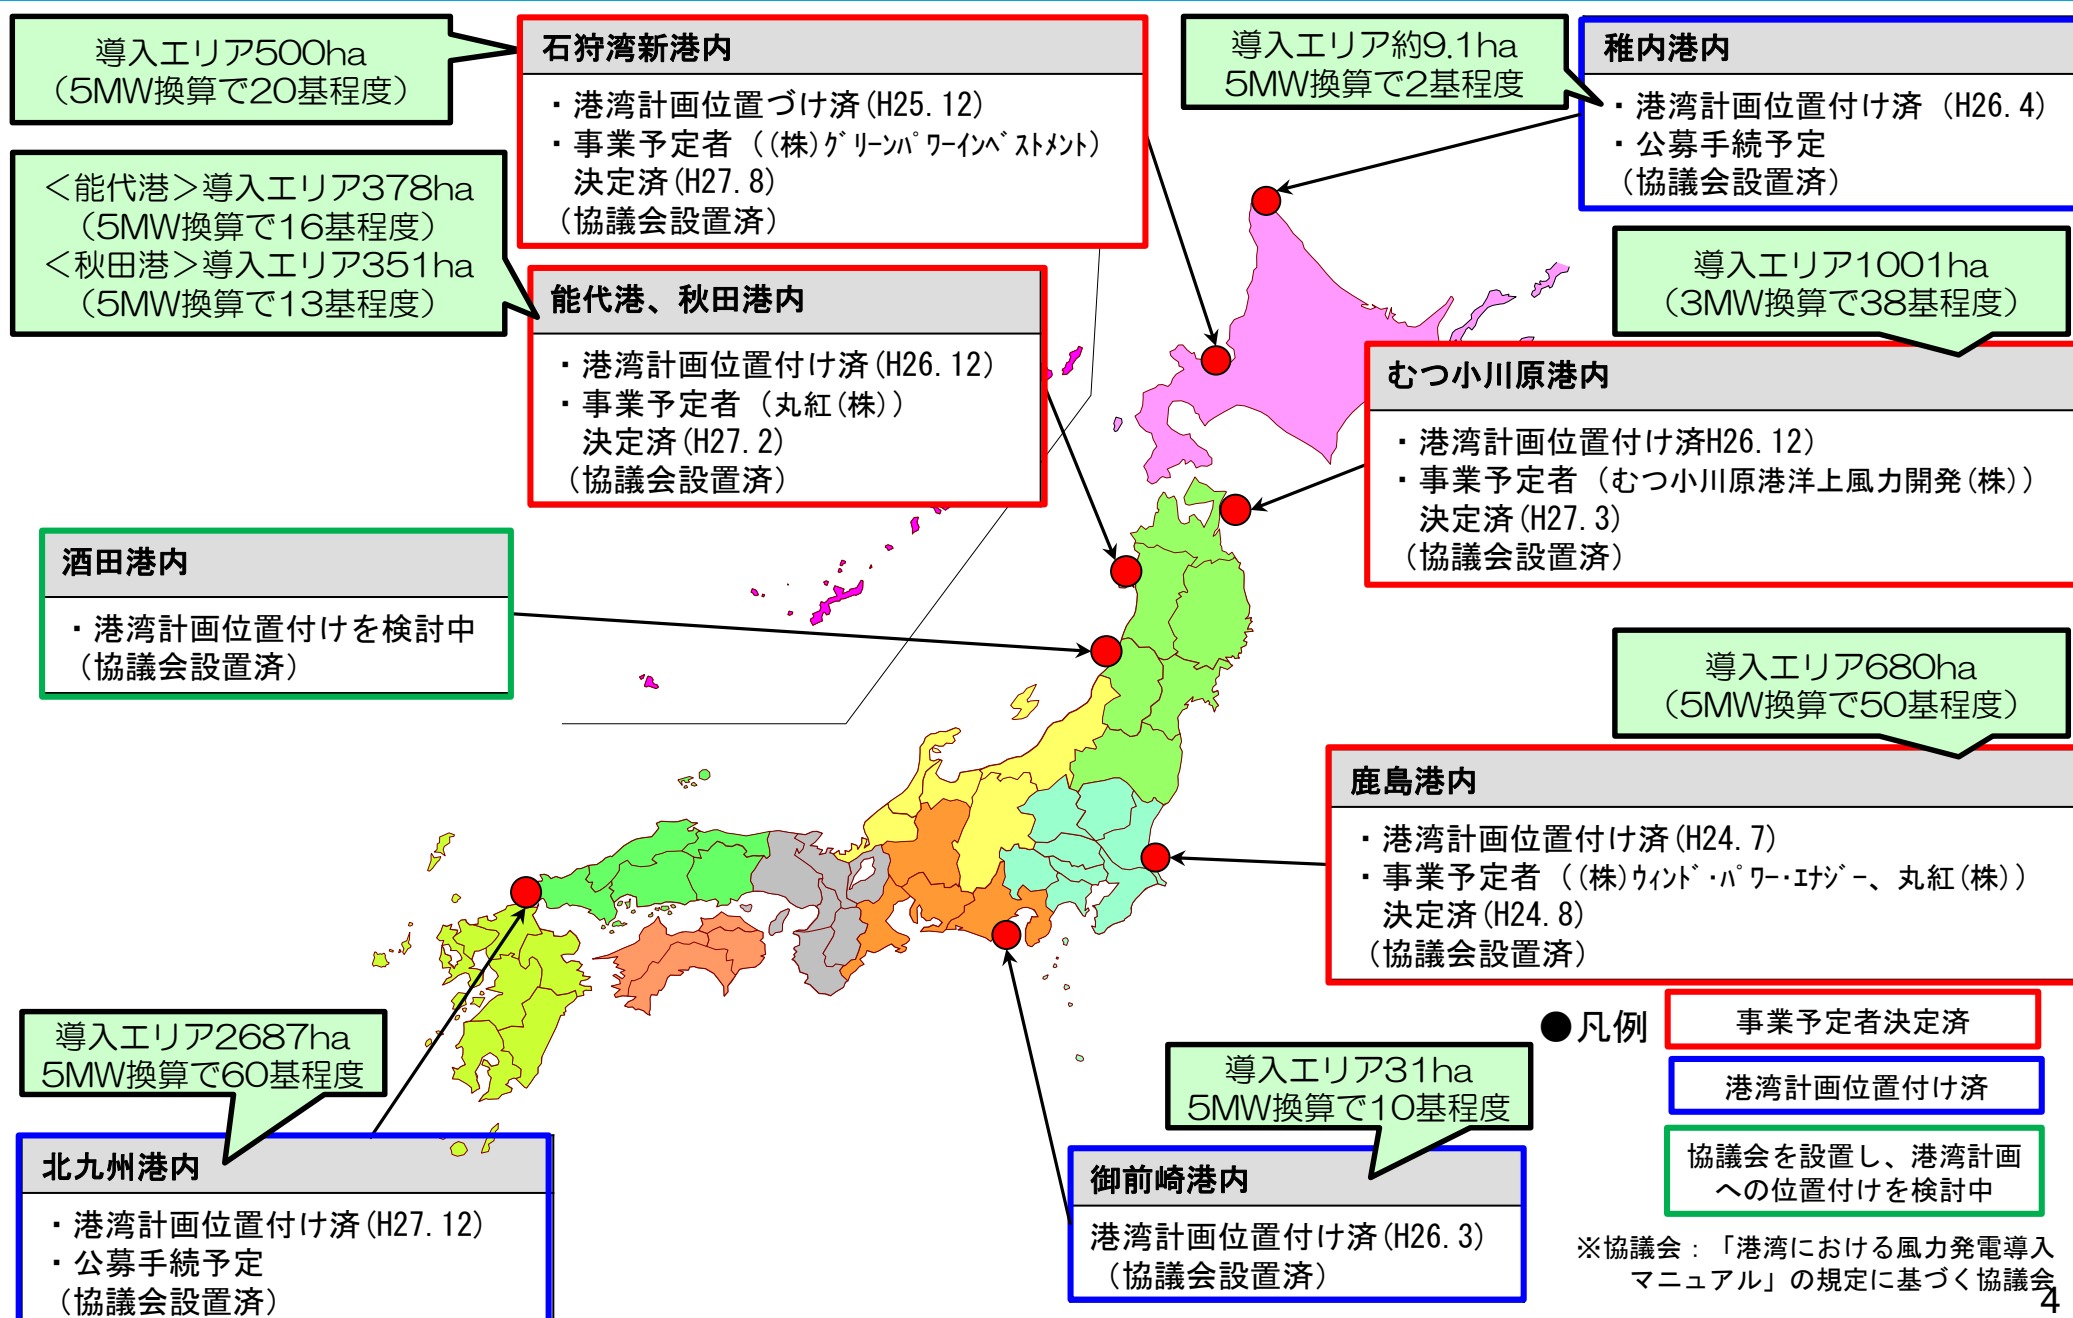 導入エリア500ha
（5MW換算で20基程度）
石狩湾新港内
・港湾計画位置づけ済(H25.12)
・事業予定者（(株)ｸﾞﾘｰﾝﾊﾟﾜｰｲﾝﾍﾞｽﾄﾒﾝﾄ）
決定済(H27.8)
（協議会設置済）
導入エリア約9.1ha
5MW換算で2基程度
稚内港内
・港湾計画位置付け済（H26.4）
・公募手続予定
（協議会設置済）
＜能代港＞導入エリア378ha
（5MW換算で16基程度）
＜秋田港＞導入エリア351ha
（5MW換算で13基程度）
能代港、秋田港内
・港湾計画位置付け済(H26.12)
・事業予定者（丸紅(株)）
決定済(H27.2)
（協議会設置済）
導入エリア1001ha
（3MW換算で38基程度）
むつ小川原港内
・港湾計画位置付け済H26.12)
・事業予定者（むつ小川原港洋上風力開発(株)）
決定済(H27.3)
（協議会設置済）
酒田港内
・港湾計画位置付けを検討中
（協議会設置済）
導入エリア680ha
（5MW換算で50基程度）
鹿島港内
・港湾計画位置付け済(H24.7)
・事業予定者（(株)ｳｨﾝﾄﾞ･ﾊﾟﾜｰ･ｴﾅｼﾞｰ、丸紅(株)）
決定済(H24.8)
（協議会設置済）
導入エリア2687ha
5MW換算で60基程度
北九州港内
・港湾計画位置付け済(H27.12)
・公募手続予定
（協議会設置済）
導入エリア31ha
5MW換算で10基程度
御前崎港内
港湾計画位置付け済(H26.3)
（協議会設置済）
●凡例
事業予定者決定済
港湾計画位置付け済
協議会を設置し、港湾計画
への位置付けを検討中
※協議会：「港湾における風力発電導入
マニュアル」の規定に基づく協議会
4